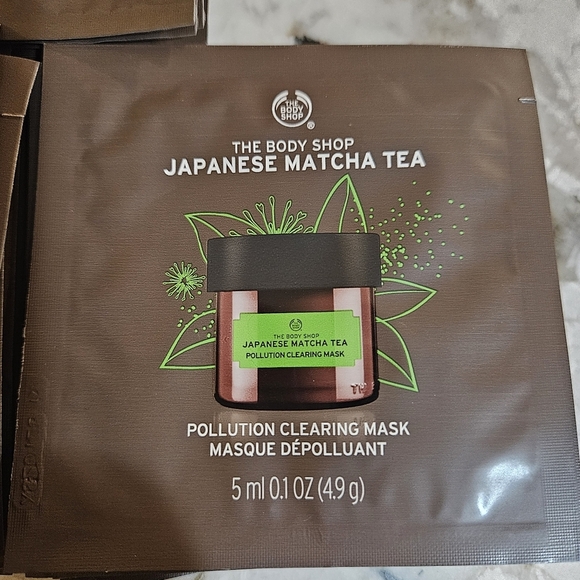 THE
BODY
SHOP
®
THE BODY SHOP
JAPANESE MATCHA TEA
THE BODY SHOP
JAPANESE MATCHA TEA
POLLUTION CLEARING MASK
TH
POLLUTION CLEARING MASK
MASQUE DÉPOLLUANT
5 ml 0.1 OZ (4.9 g)